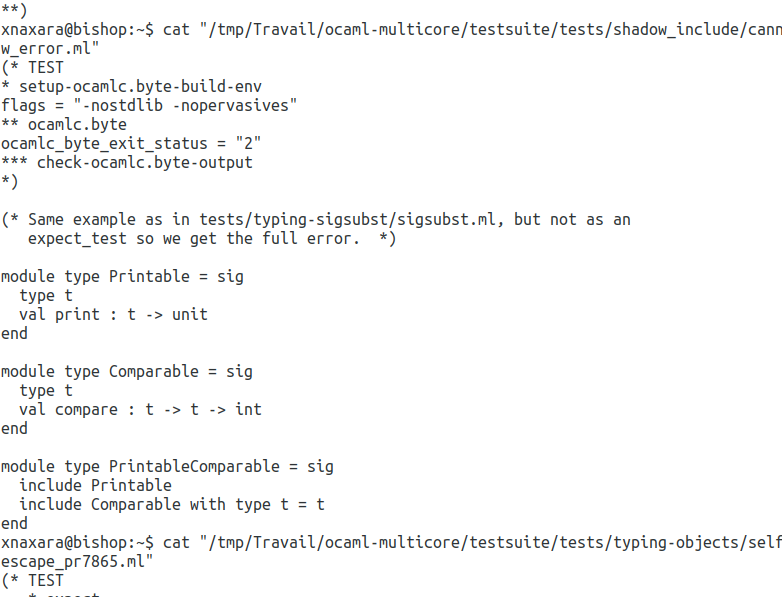 **)
xnaxara@bishop:~$ cat "/tmp/Travail/ocaml-multicore/testsuite/tests/shadow_include/cann
w_error.ml"
(* TEST
* setup-ocamlc.byte-build-env
flags = "-nostdlib -nopervasives"
** ocamlc.byte
ocamlc_byte_exit_status = "2"
*** check-ocamlc.byte-output
*)

(* Same example as in tests/typing-sigsubst/sigsubst.ml, but not as an
   expect_test so we get the full error.  *)

module type Printable = sig
  type t
  val print : t -> unit
end

module type Comparable = sig
  type t
  val compare : t -> t -> int
end

module type PrintableComparable = sig
  include Printable
  include Comparable with type t = t
end
xnaxara@bishop:~$ cat "/tmp/Travail/ocaml-multicore/testsuite/tests/typing-objects/self
escape_pr7865.ml"
(* TEST
   * expect